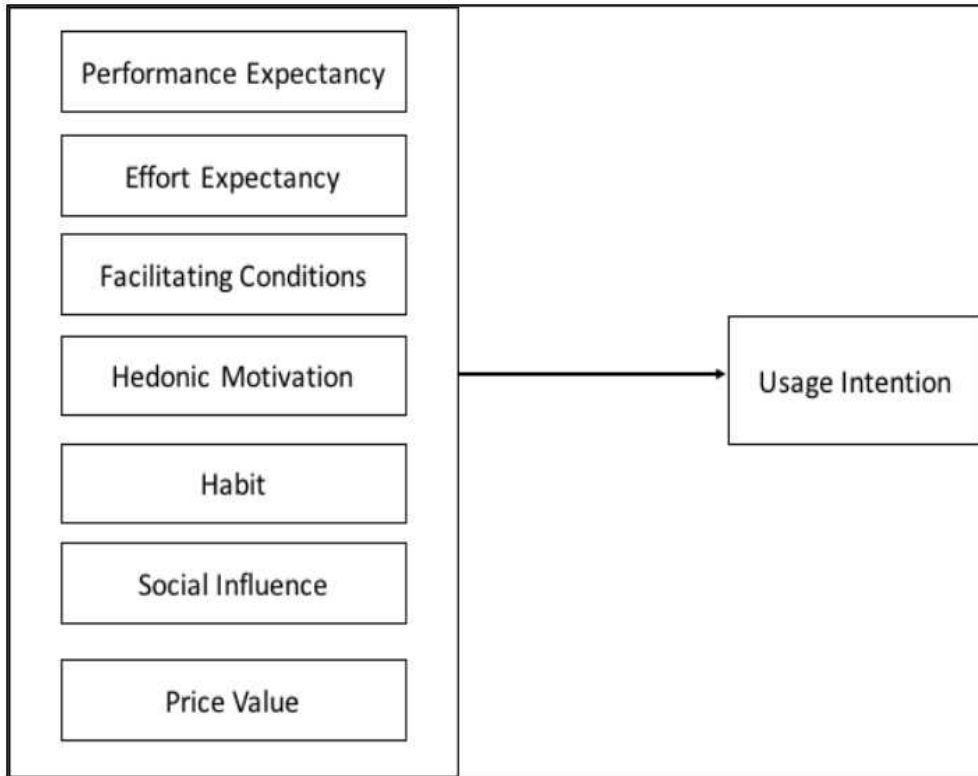 Performance Expectancy
Effort Expectancy
Facilitating Conditions
Hedonic Motivation
Habit
Social Influence
Price Value
Usage Intention